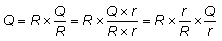 Q = R × Q/R = R × (Q × r)/(R × r) = R × r/R × Q/r